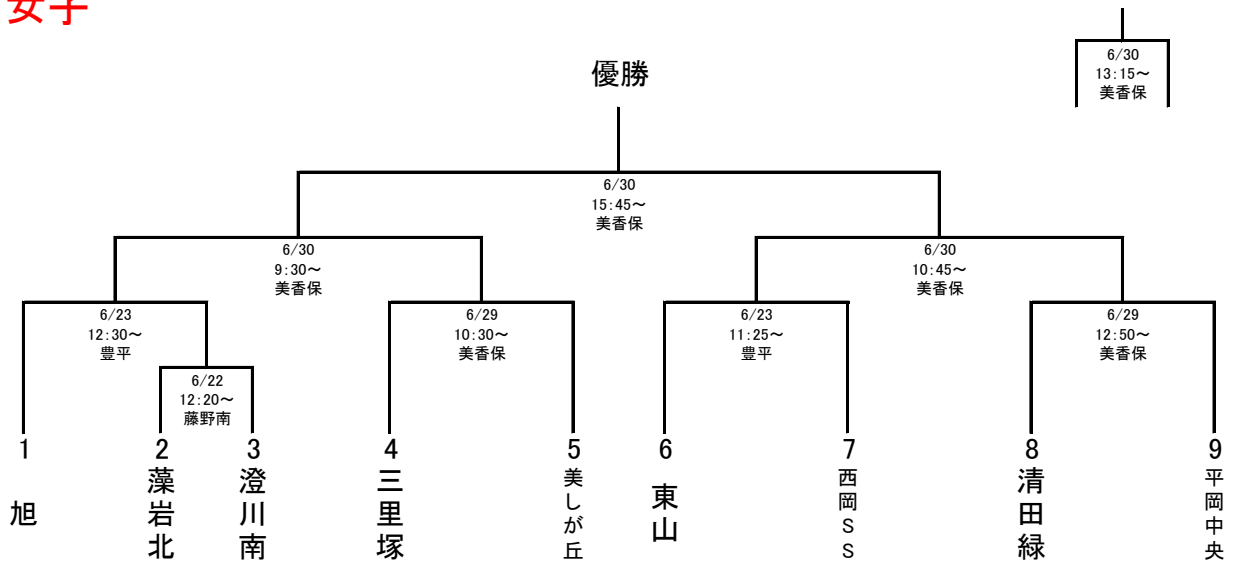 女子
6/30
13:15～
美香保
優勝
6/30
15:45～
美香保
6/30
9:30～
美香保
6/30
10:45～
美香保
6/23
12:30～
豊平
6/29
10:30～
美香保
6/23
11:25～
豊平
6/29
12:50～
美香保
6/22
12:20～
藤野南
1
旭
2
藻岩北
3
澄川南
4
三里塚
5
美しが丘
6
東山
7
西岡SS
8
清田緑
9
平岡中央